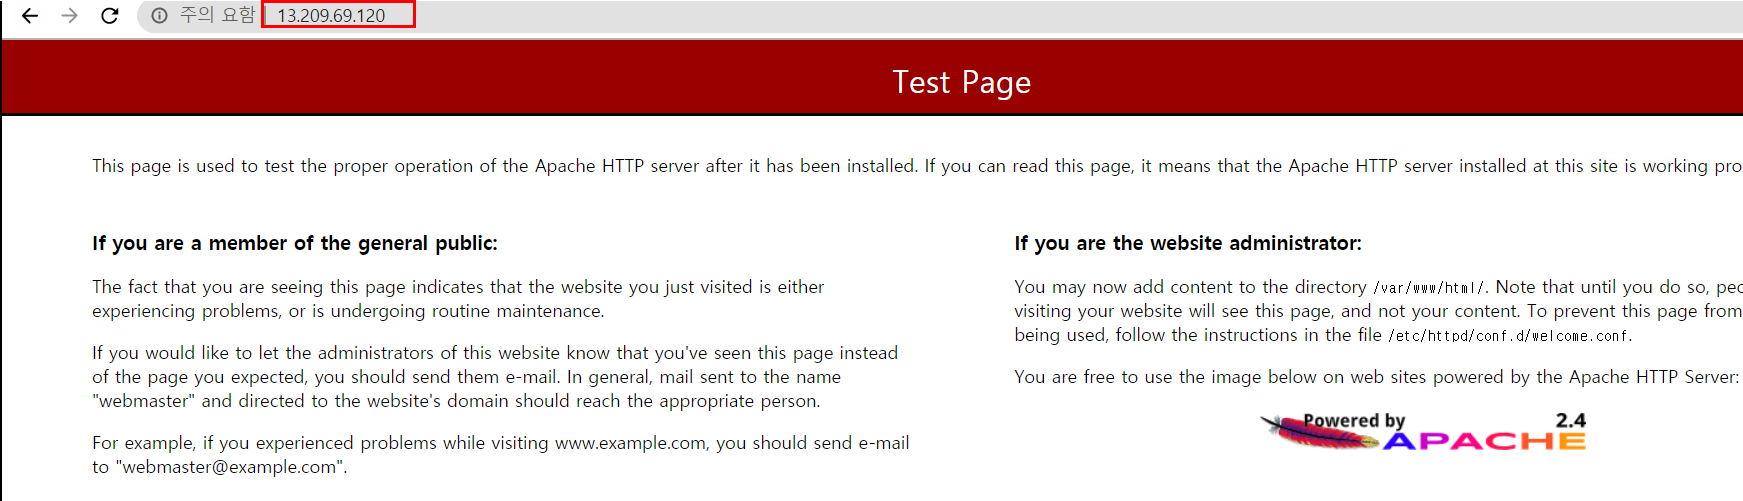 주의 요함 13.209.69.120
Test Page
This page is used to test the proper operation of the Apache HTTP server after it has been installed. If you can read this page, it means that the Apache HTTP server installed at this site is working pro
If you are a member of the general public:
The fact that you are seeing this page indicates that the website you just visited is either
experiencing problems, or is undergoing routine maintenance.
If you would like to let the administrators of this website know that you've seen this page instead
of the page you expected, you should send them e-mail. In general, mail sent to the name
"webmaster" and directed to the website's domain should reach the appropriate person.
For example, if you experienced problems while visiting www.example.com, you should send e-mail
to "webmaster@example.com".
If you are the website administrator:
You may now add content to the directory /var/www/html/. Note that until you do so, peo
visiting your website will see this page, and not your content. To prevent this page from
being used, follow the instructions in the file /etc/httpd/conf.d/welcome.conf.
You are free to use the image below on web sites powered by the Apache HTTP Server:
Powered by 2.4
APACHE